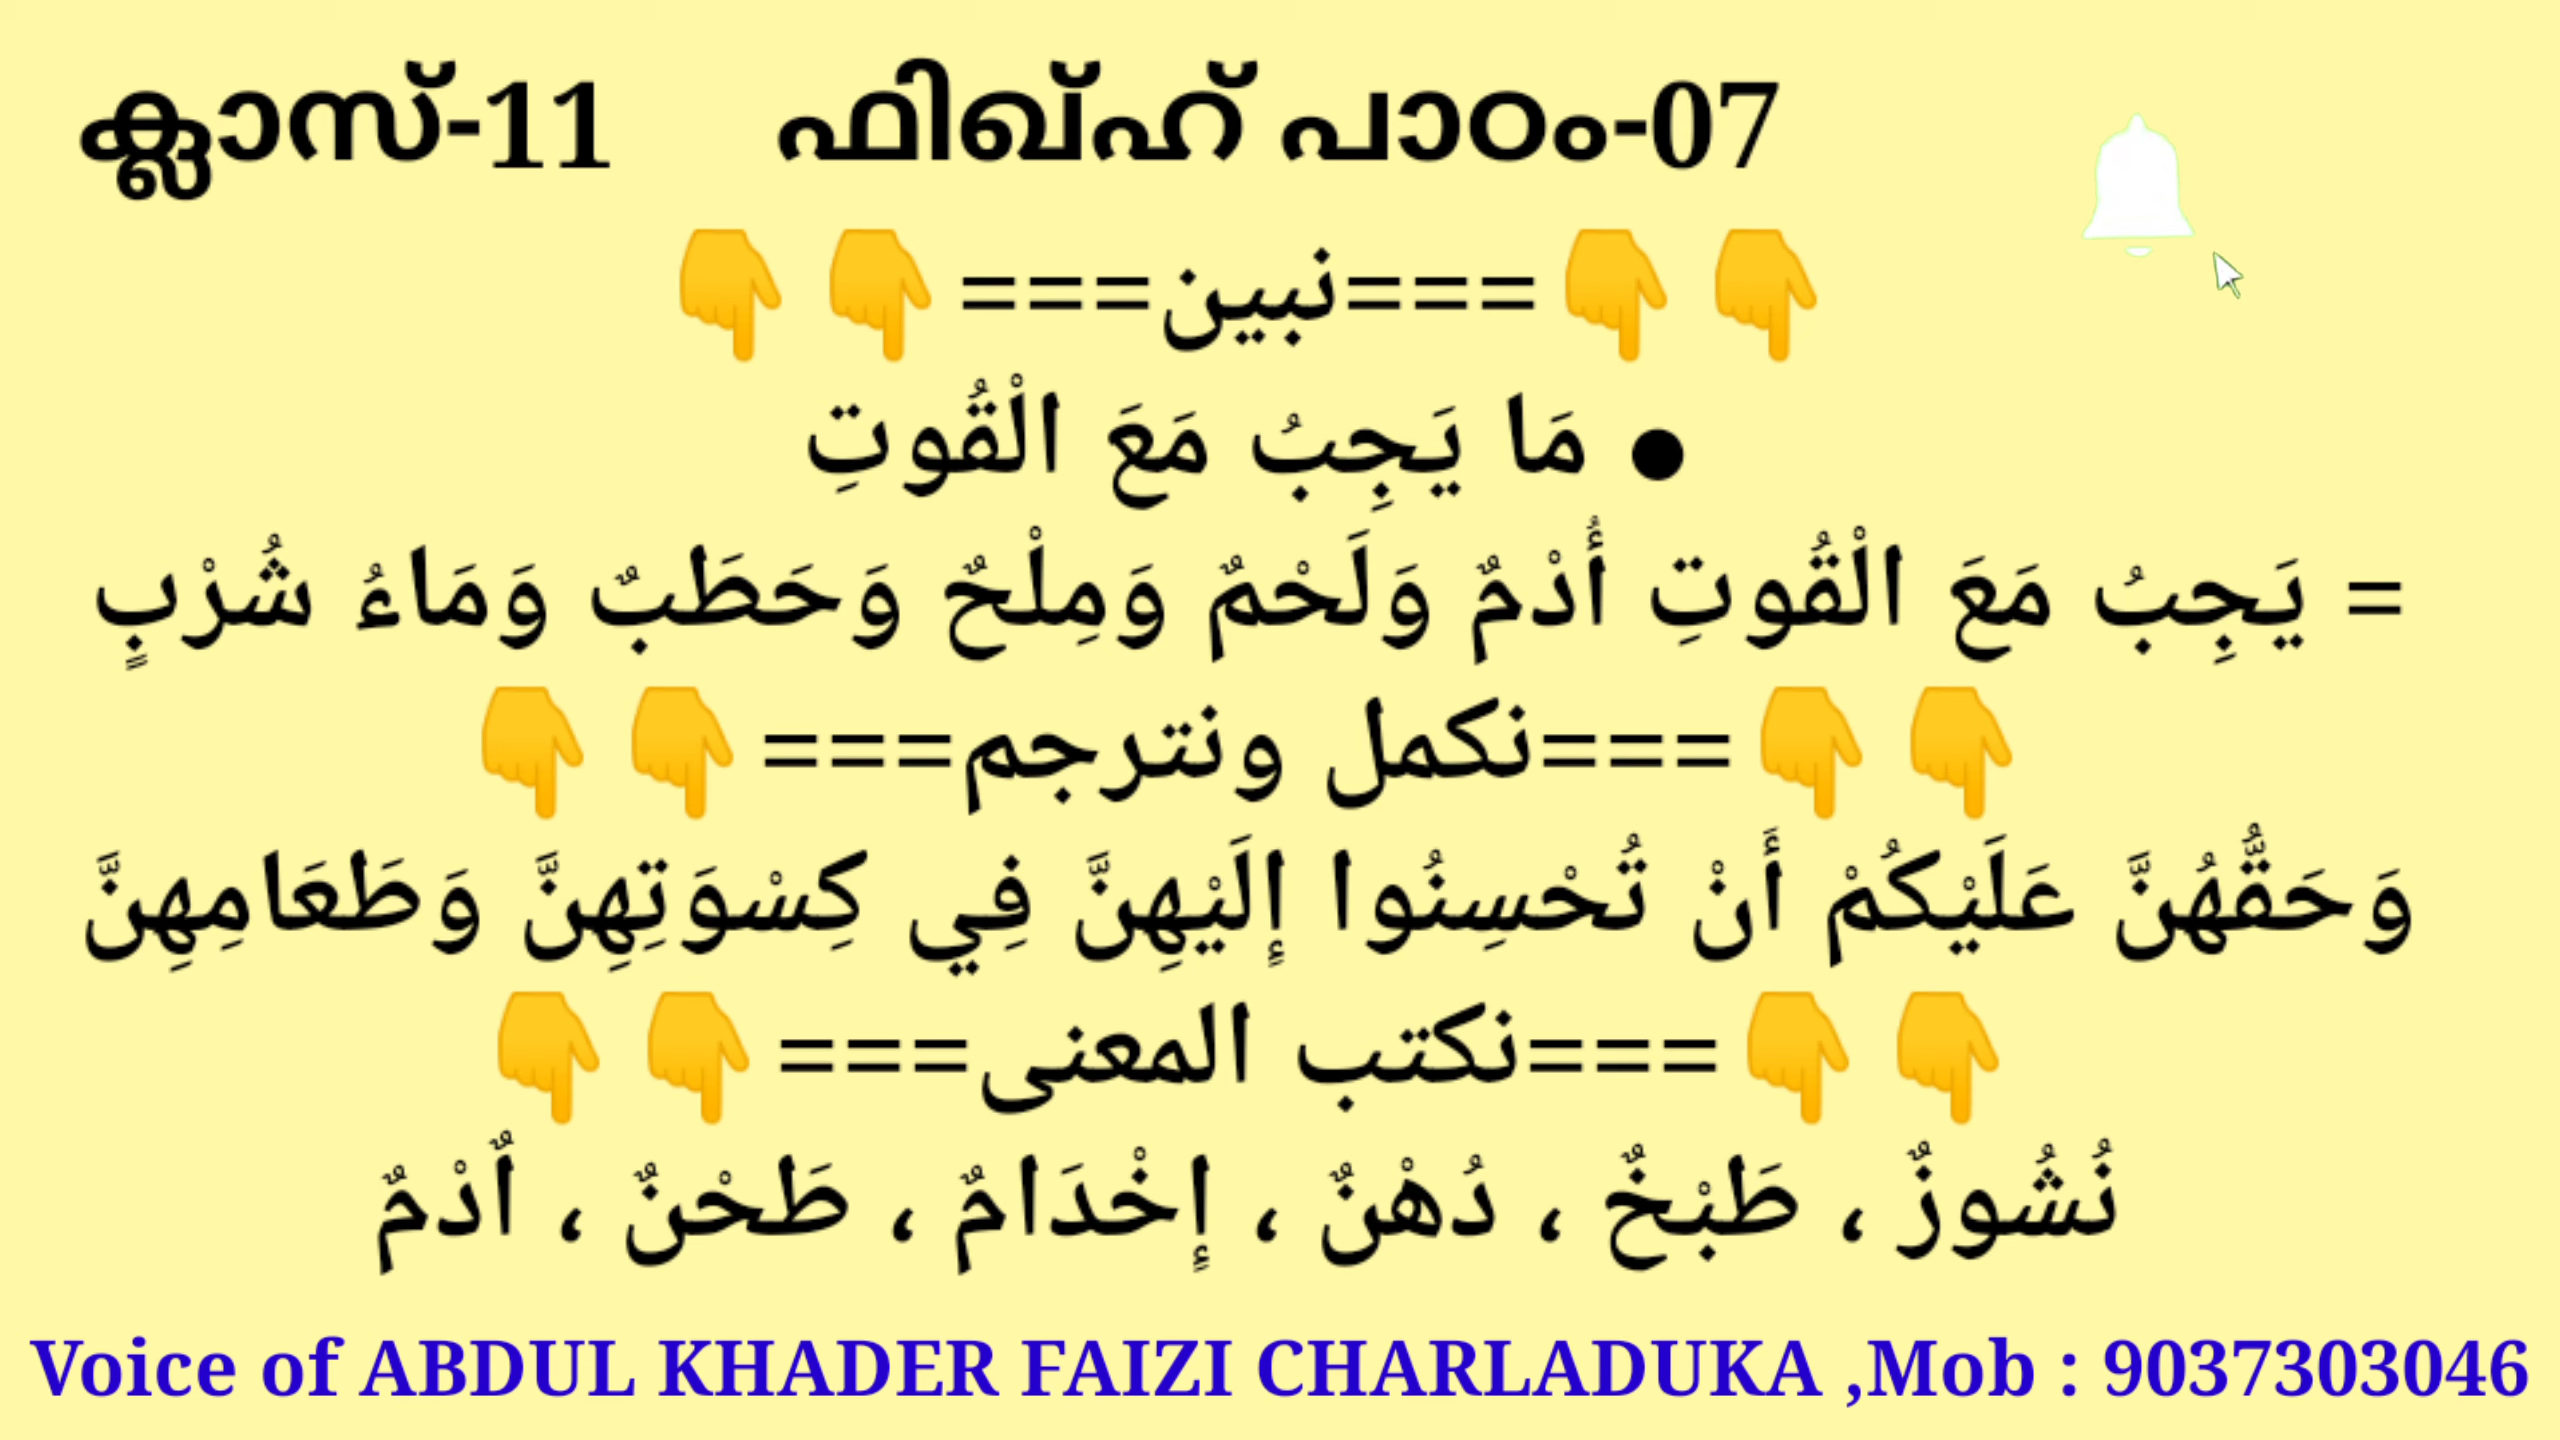 ക്ലാസ്-11 ഫിഖ്ഹ് പാഠം-07
👇👇===نبين===👇👇
● مَا يَجِبُ مَعَ الْقُوتِ
= يَجِبُ مَعَ الْقُوتِ أُدْمٌ وَلَحْمٌ وَمِلْحٌ وَحَطَبٌ وَمَاءُ شُرْبٍ
👇👇===نكمل ونترجم===👇👇
وَحَقُّهُنَّ عَلَيْكُمْ أَنْ تُحْسِنُوا إِلَيْهِنَّ فِي كِسْوَتِهِنَّ وَطَعَامِهِنَّ
👇👇===نكتب المعنى===👇👇
نُشُوزٌ ، طَبْخٌ ، دُهْنٌ ، إِخْدَامٌ ، طَحْنٌ ، اٌدْمٌ
Voice of ABDUL KHADER FAIZI CHARLADUKA ,Mob : 9037303046